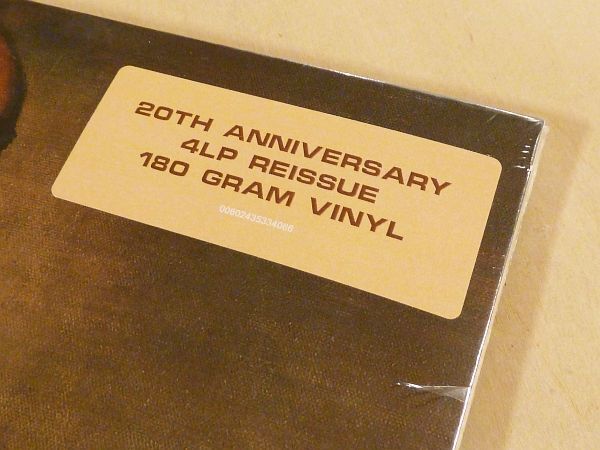 20TH ANNIVERSARY
4LP REISSUE
180 GRAM VINYL
00602435334066